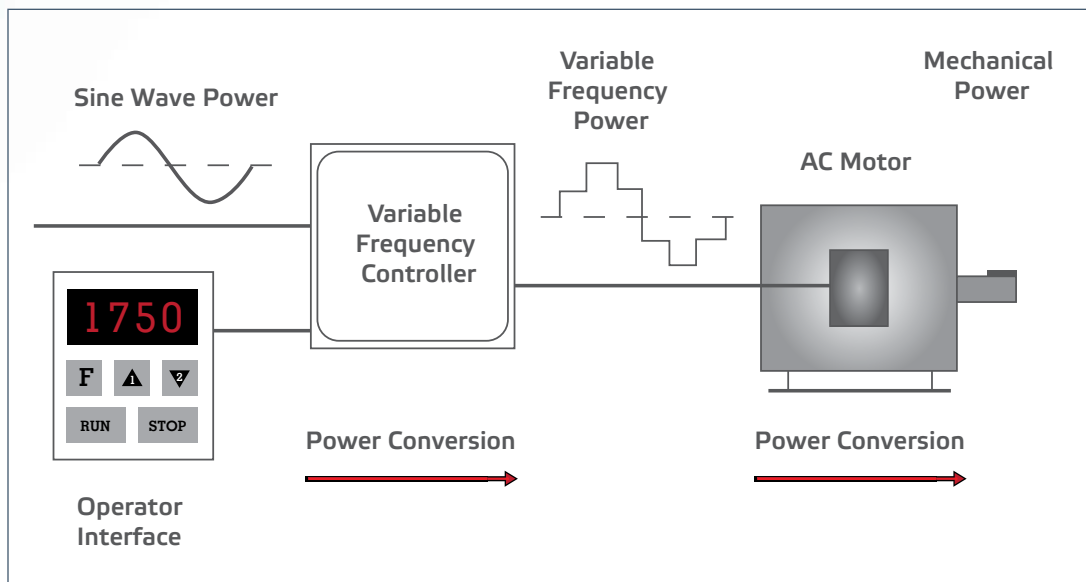 Sine Wave Power
Variable
Frequency
Power
Mechanical
Power
AC Motor
Variable
Frequency
Controller
1750
F
1
2
RUN
STOP
Power Conversion
Power Conversion
Operator
Interface